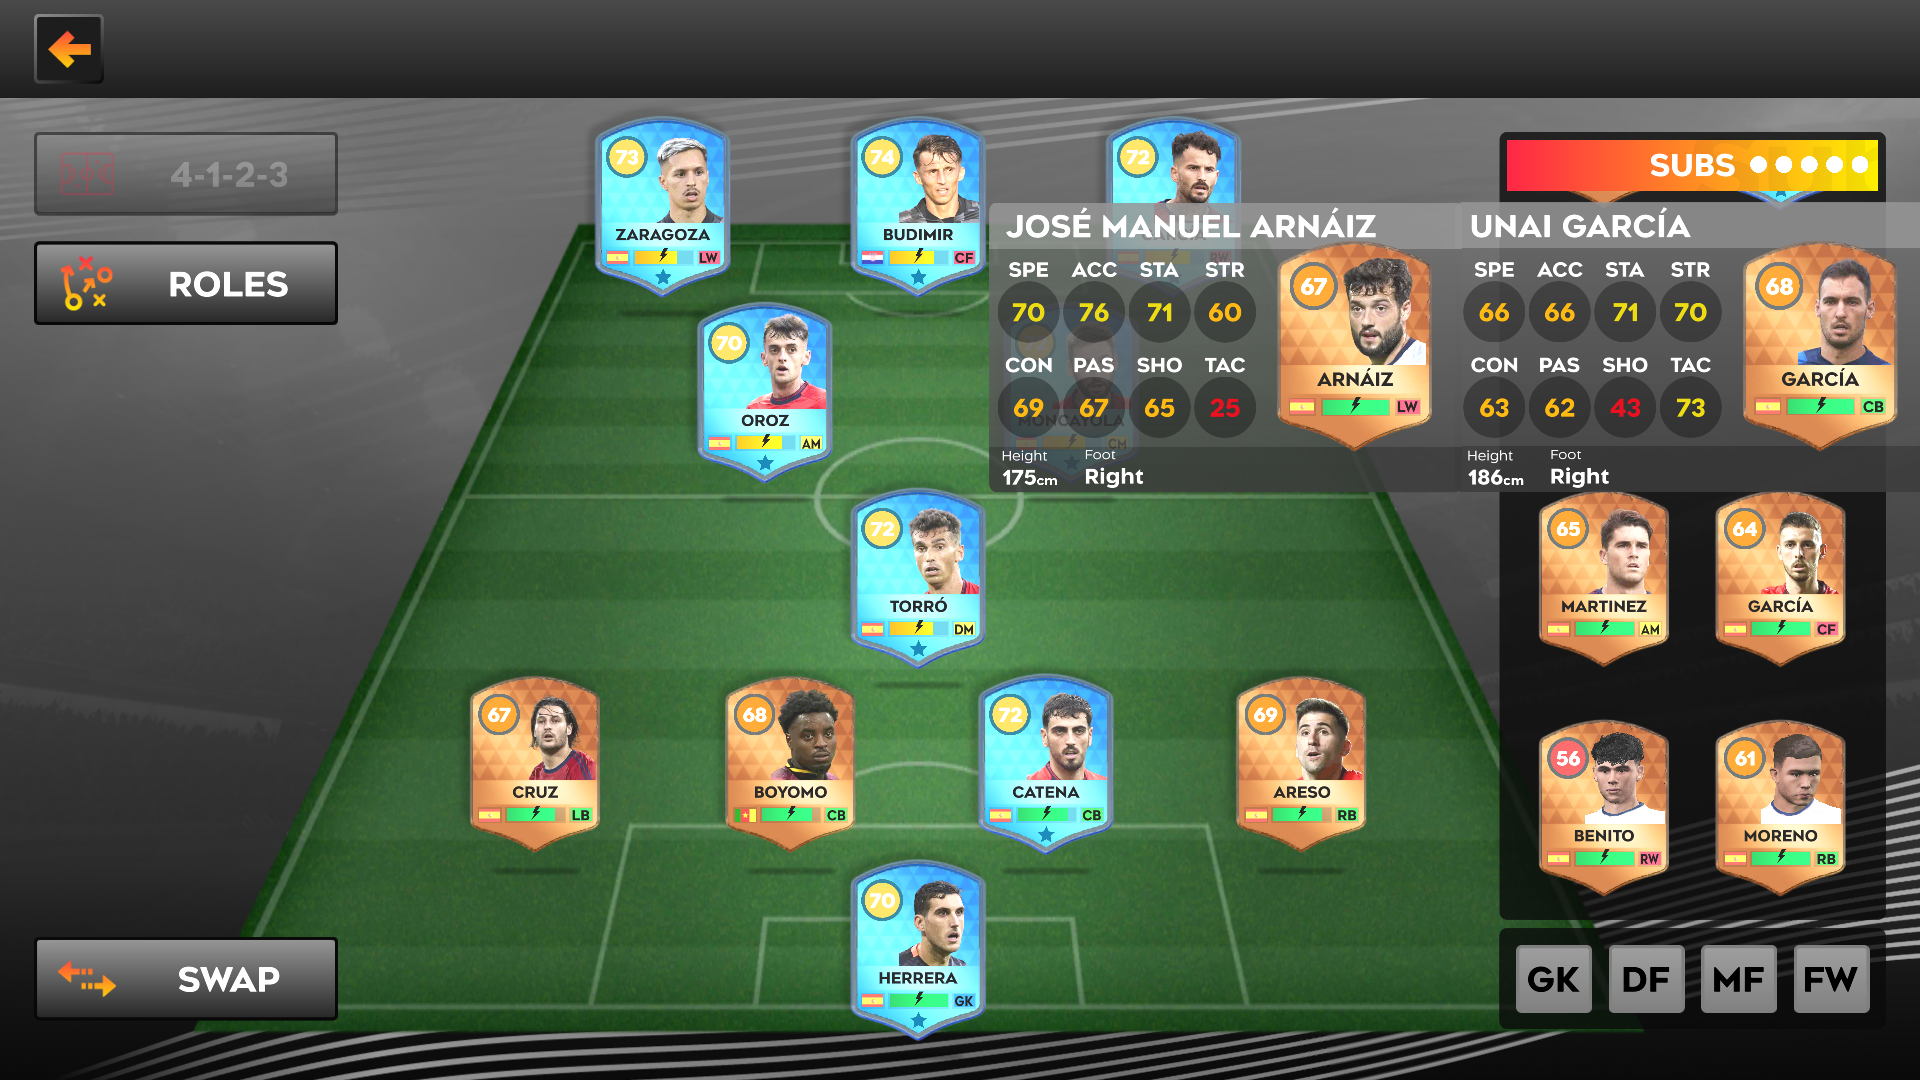 4-1-2-3
ROLES
SWAP
73
ZARAGOZA
LW
74
BUDIMIR
CF
72
GARCÍA
RW
70
OROZ
AM
MONCAYOLA
CM
72
TORRÓ
DM
67
CRUZ
LB
68
BOYOMO
CB
72
CATENA
CB
69
ARESO
RB
70
HERRERA
GK
JOSÉ MANUEL ARNÁIZ
SPE ACC STA STR
70 76 71 60
CON PAS SHO TAC
69 67 65 25
Height Foot
175cm Right
67
ARNÁIZ
LW
UNAI GARCÍA
SPE ACC STA STR
66 66 71 70
CON PAS SHO TAC
63 62 43 73
Height Foot
186cm Right
68
GARCÍA
CB
SUBS
65
MARTINEZ
AM
64
GARCÍA
CF
56
BENITO
RW
61
MORENO
RB
GK DF MF FW